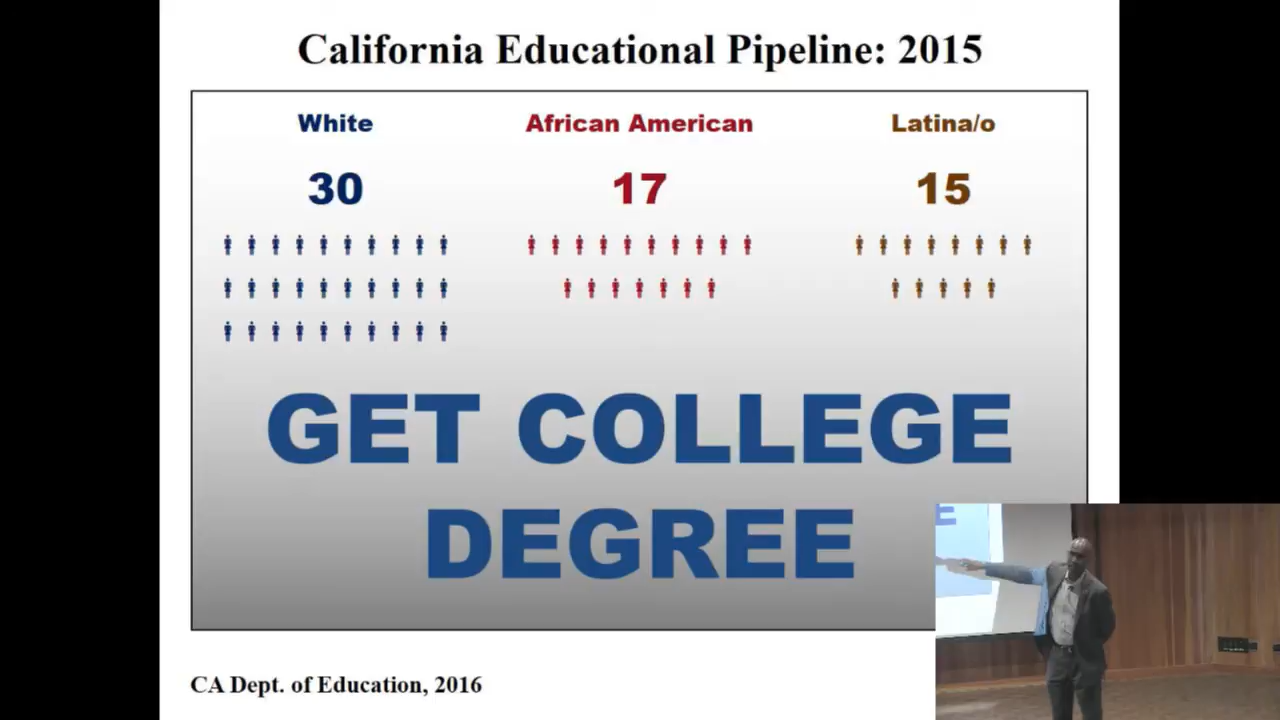 California Educational Pipeline: 2015
White African American Latina/o
30 17 15
GET COLLEGE
DEGREE
CA Dept. of Education, 2016
E